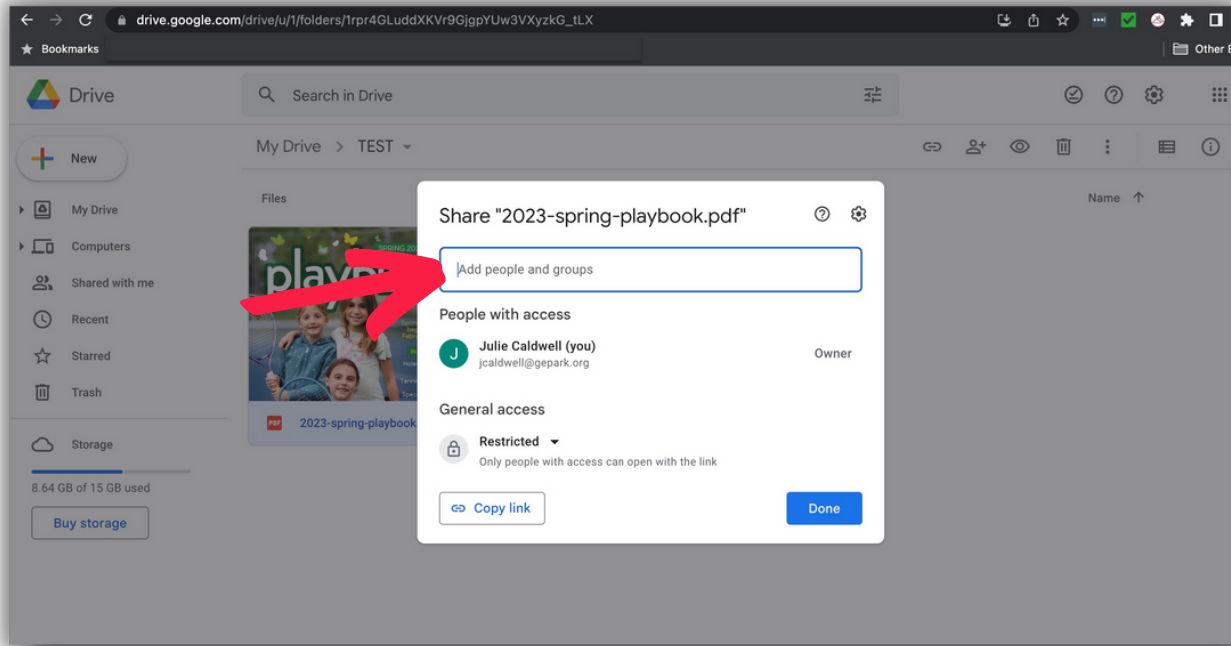 drive.google.com/drive/u/1/folders/1rpr4GLuddXKVr9GjgpYUw3VXyzkG_tLX
Bookmarks
Other
Drive
Search in Drive
New
My Drive > TEST
Files
Name
My Drive
Computers
Shared with me
Recent
Starred
Trash
Storage
8.64 GB of 15 GB used
Buy storage
SPRING
2023-spring-playbook
Share "2023-spring-playbook.pdf"
Add people and groups
People with access
J
Julie Caldwell (you)
jcaldwell@gepark.org
Owner
General access
Restricted
Only people with access can open with the link
Copy link
Done